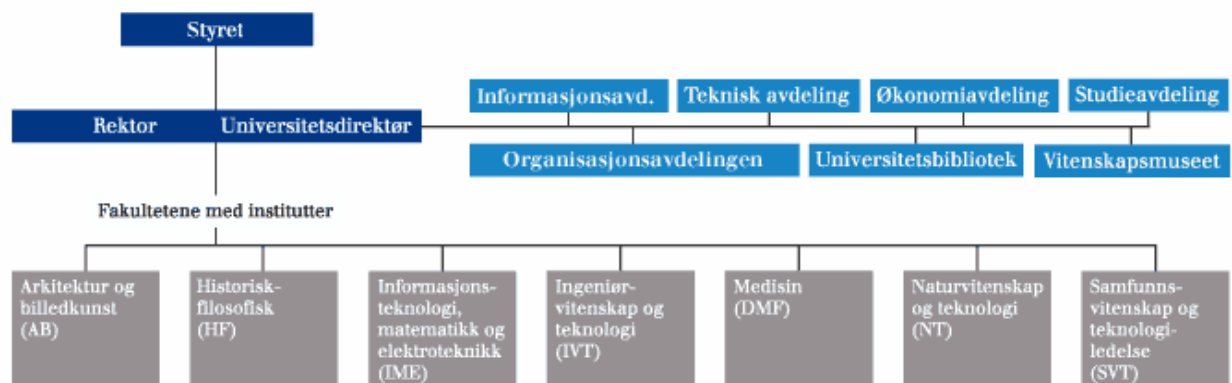 Styret
Informasjonsavd.
Teknisk avdeling
Økonomiavdeling
Studieavdeling
Rektor
Universitetsdirektør
Organisasjonsavdelingen
Universitetsbibliotek
Vitenskapsmuseet
Fakultetene med institutter
Arkitektur og
billedkunst
(AB)
Historisk-
filosofisk
(HF)
Informasjons-
teknologi,
matematikk og
elektroteknikk
(IME)
Ingeniør-
vitenskap og
teknologi
(IVT)
Medisin
(DMF)
Naturvitenskap
og teknologi
(NT)
Samfunns-
vitenskap og
teknologi-
ledelse
(SVT)